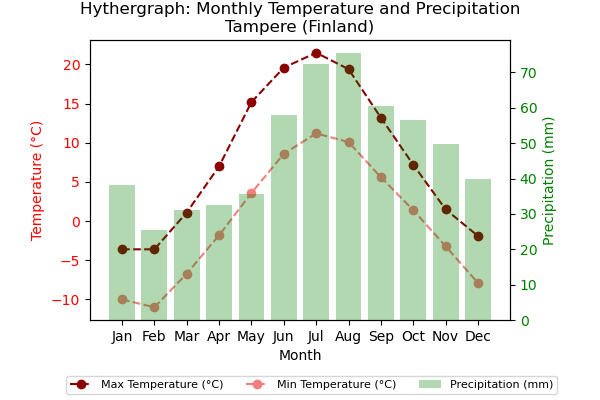 Hythergraph: Monthly Temperature and Precipitation
Tampere (Finland)
Temperature (°C)
20
15
10
5
0
−5
−10
Precipitation (mm)
70
60
50
40
30
20
10
0
Jan Feb Mar Apr May Jun Jul Aug Sep Oct Nov Dec
Month
Max Temperature (°C) Min Temperature (°C) Precipitation (mm)